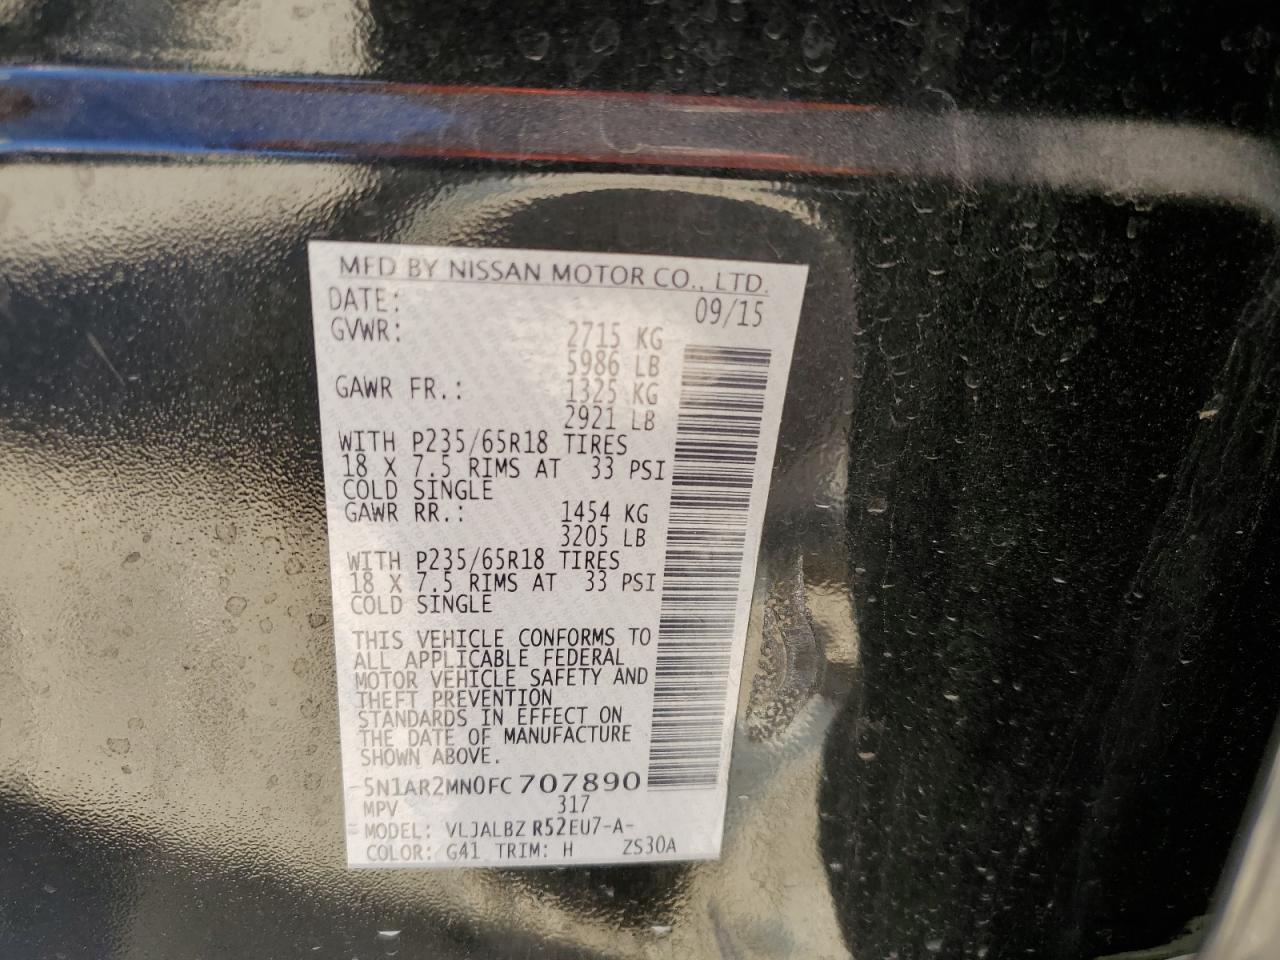 MFD BY NISSAN MOTOR CO., LTD.
DATE: 09/15
GVWR: 2715 KG
5986 LB
GAWR FR.: 1325 KG
2921 LB
WITH P235/65R18 TIRES
18 X 7.5 RIMS AT 33 PSI
COLD SINGLE
GAWR RR.: 1454 KG
3205 LB
WITH P235/65R18 TIRES
18 X 7.5 RIMS AT 33 PSI
COLD SINGLE
THIS VEHICLE CONFORMS TO
ALL APPLICABLE FEDERAL
MOTOR VEHICLE SAFETY AND
THEFT PREVENTION
STANDARDS IN EFFECT ON
THE DATE OF MANUFACTURE
SHOWN ABOVE.
5N1AR2MN0FC707890
MPV 317
MODEL: VLJALBZ R52EU7-A-
COLOR: G41 TRIM: H ZS30A